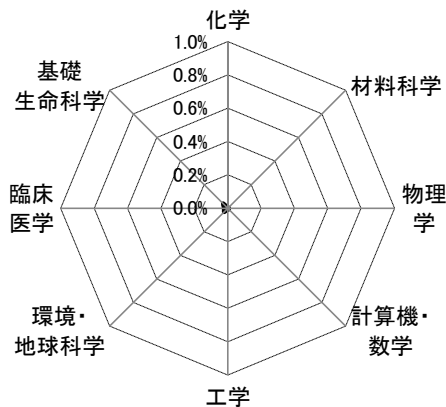 化学
1.0%
0.8%
0.6%
0.4%
0.2%
0.0%
材料科学
物理
学
計算機・
数学
工学
環境・
地球科学
臨床
医学
基礎
生命科学